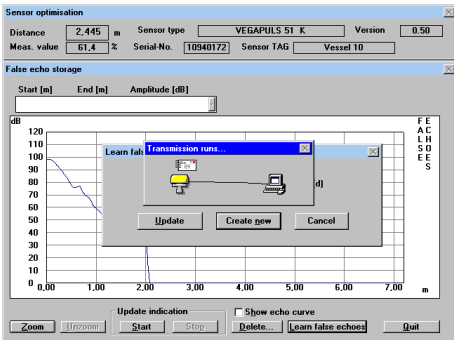 Sensor optimisation
Distance 2,445 m Sensor type VEGAPULS 51 K Version 0.50
Meas. value 61,4 % Serial-No. 10940172 Sensor TAG Vessel 10
False echo storage
Start [m] End [m] Amplitude [dB]
dB
FALSE ECHOES
120
110
100
90
80
70
60
50
40
30
20
10
0
Learn fals
Transmission runs...
d)
Update Create new Cancel
0,00 1,00 2,00 3,00 4,00 5,00 6,00 7,00 m
Update indication
Show echo curve
Zoom Unzoom Start Stop Delete... Learn false echoes Quit